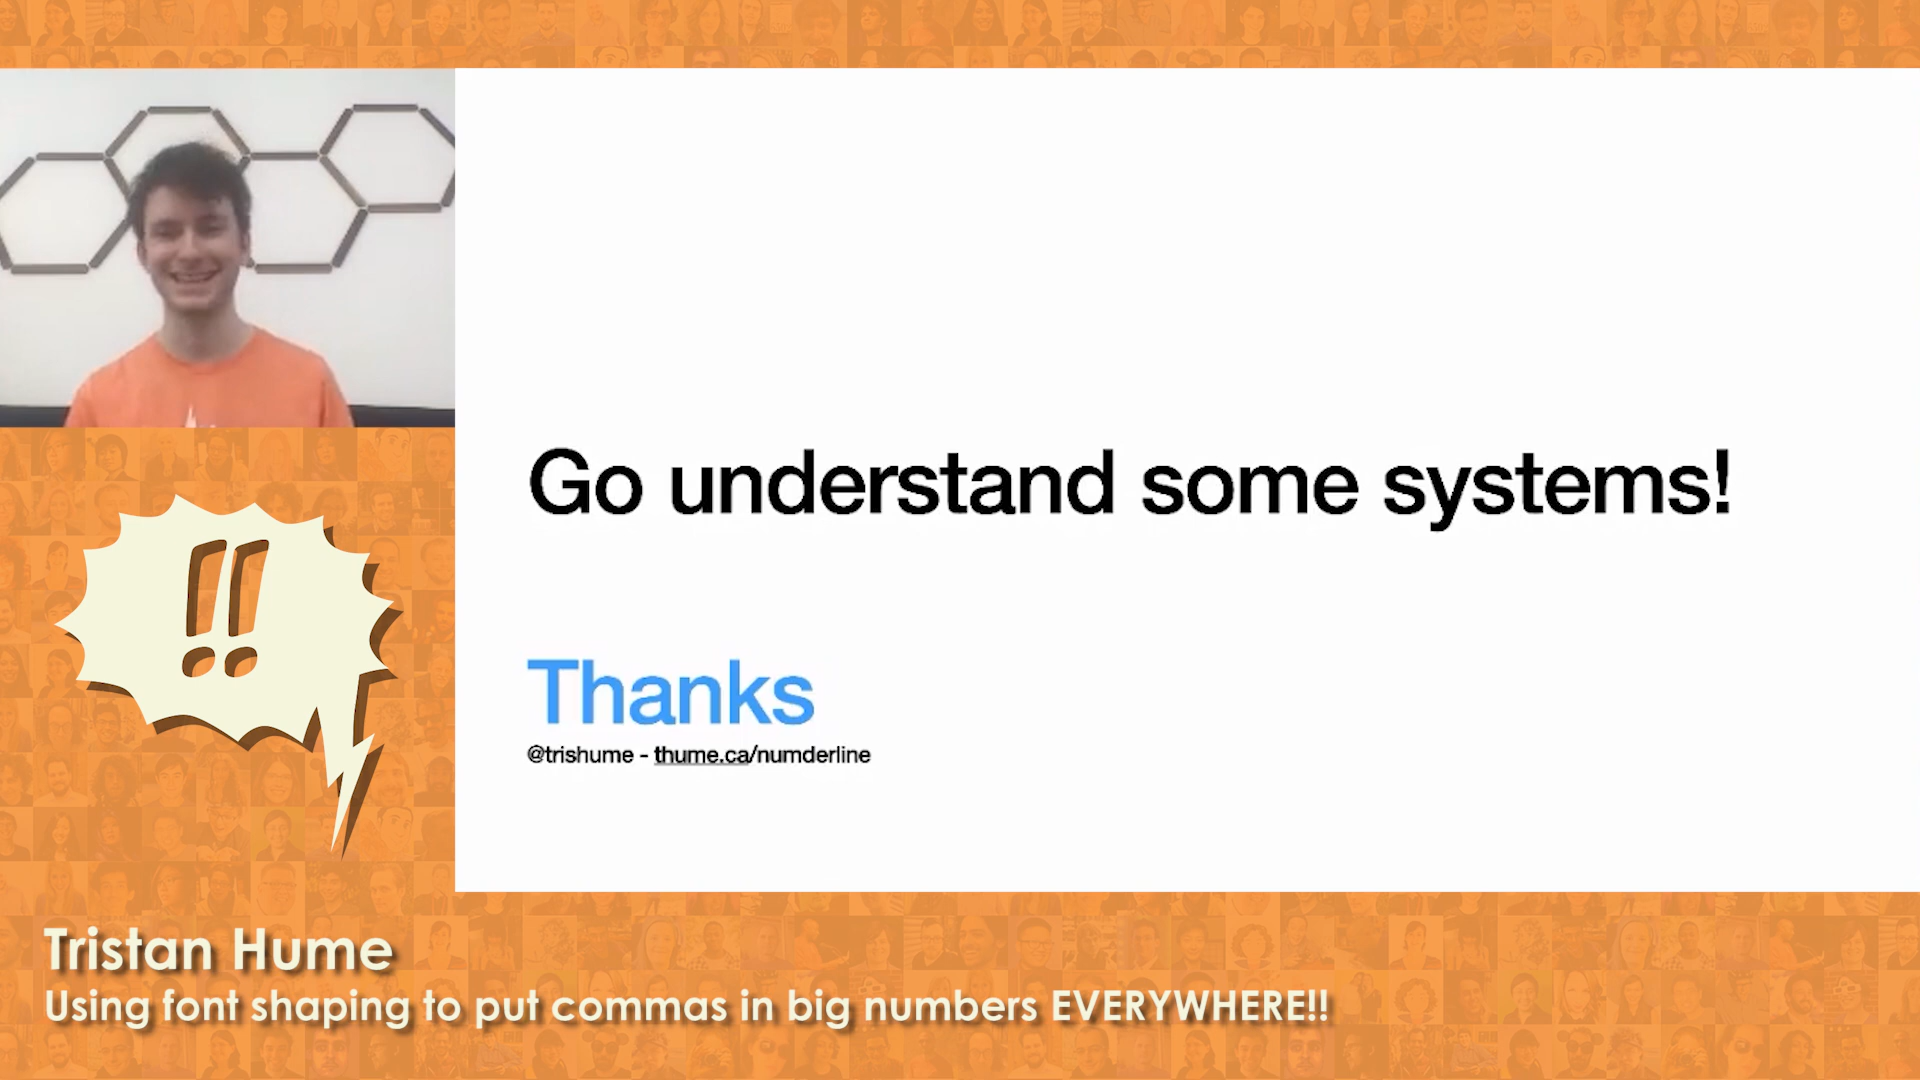 Go understand some systems!
Thanks
@trishume - thume.ca/numderline
!!
Tristan Hume
Using font shaping to put commas in big numbers EVERYWHERE!!